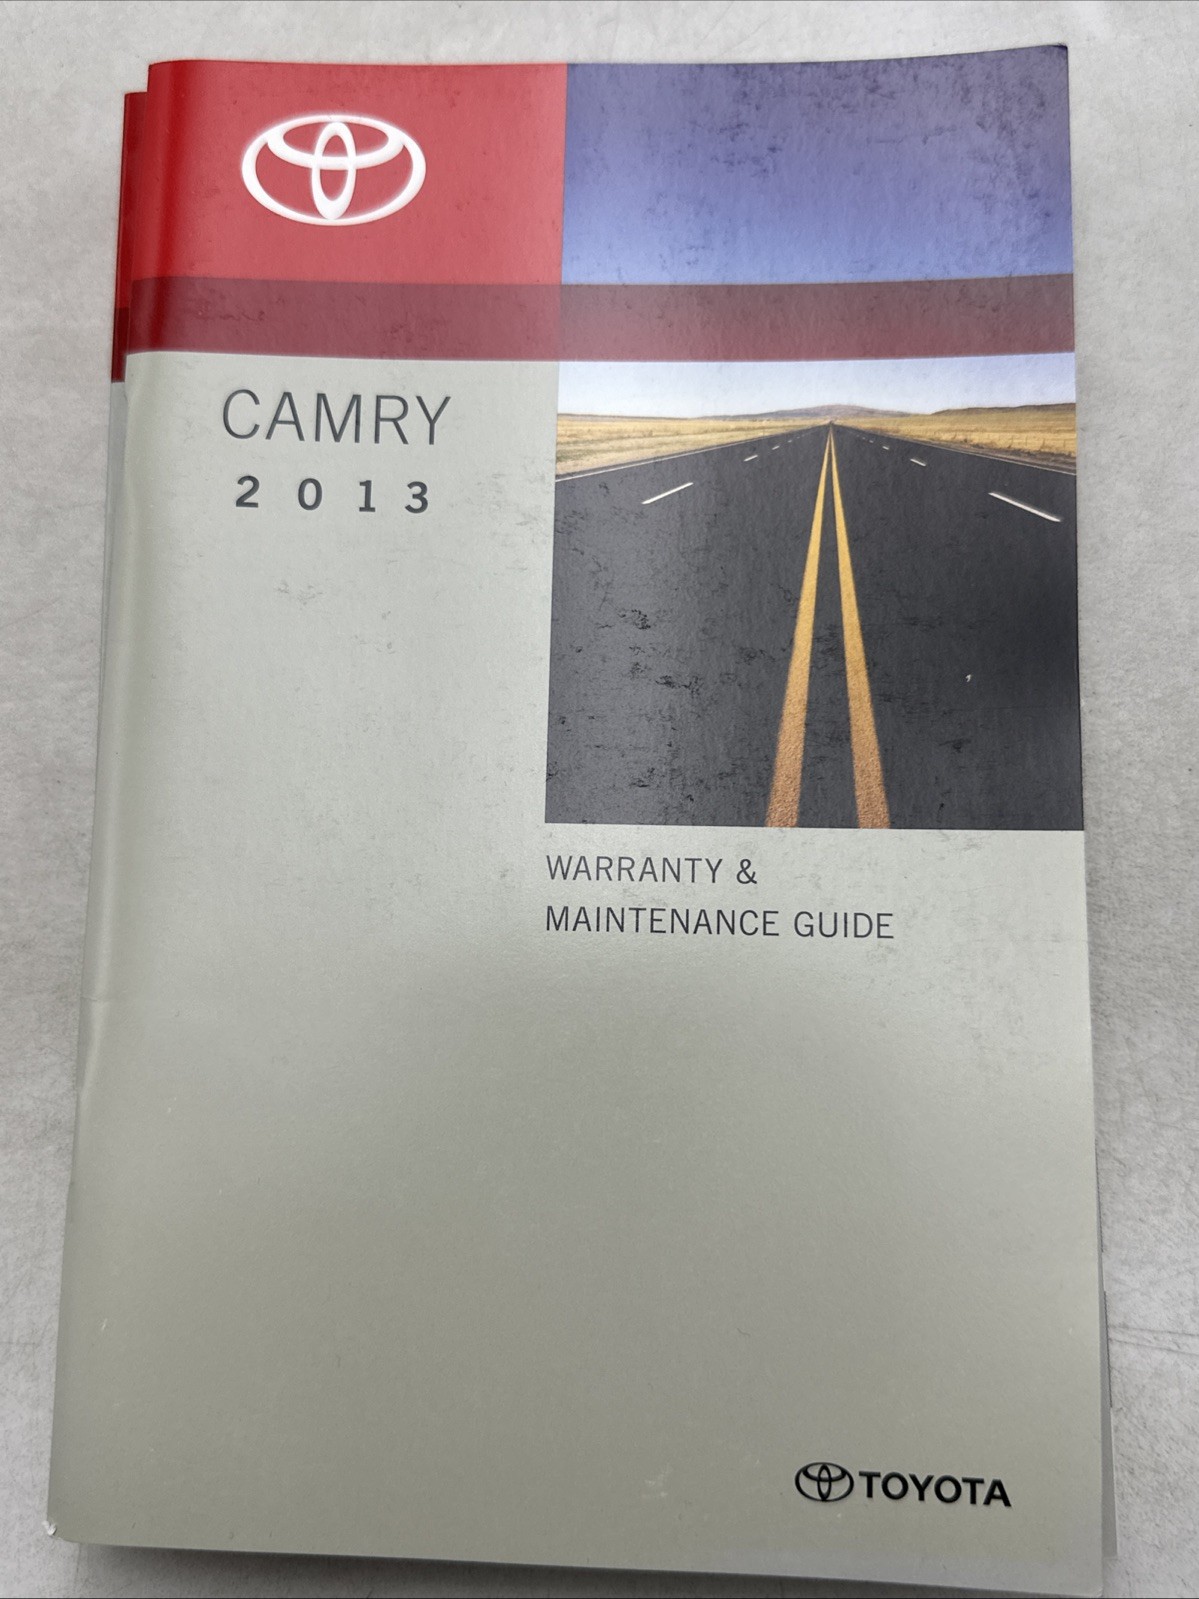 CAMRY
2013
WARRANTY &
MAINTENANCE GUIDE
TOYOTA